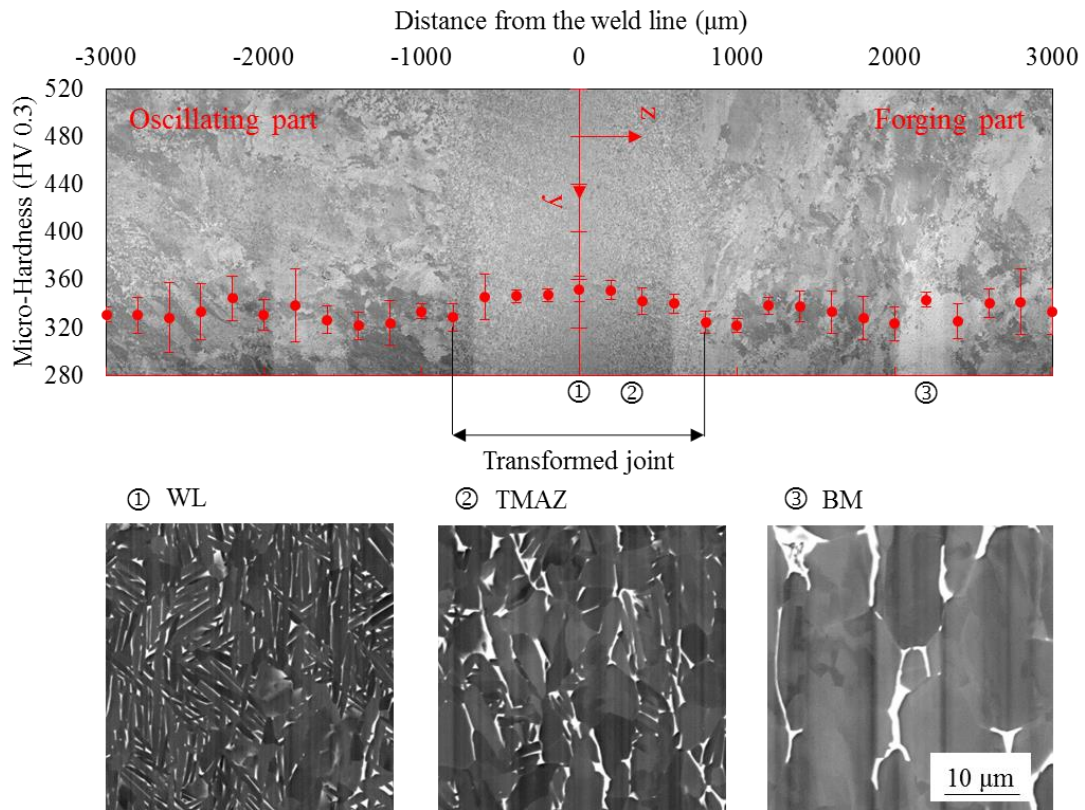 Distance from the weld line (μm)
-3000 -2000 -1000 0 1000 2000 3000
Micro-Hardness (HV 0.3)
520
480
440
400
360
320
280
Oscillating part
Forging part
z
y
① ② ③
Transformed joint
① WL ② TMAZ ③ BM
10 μm